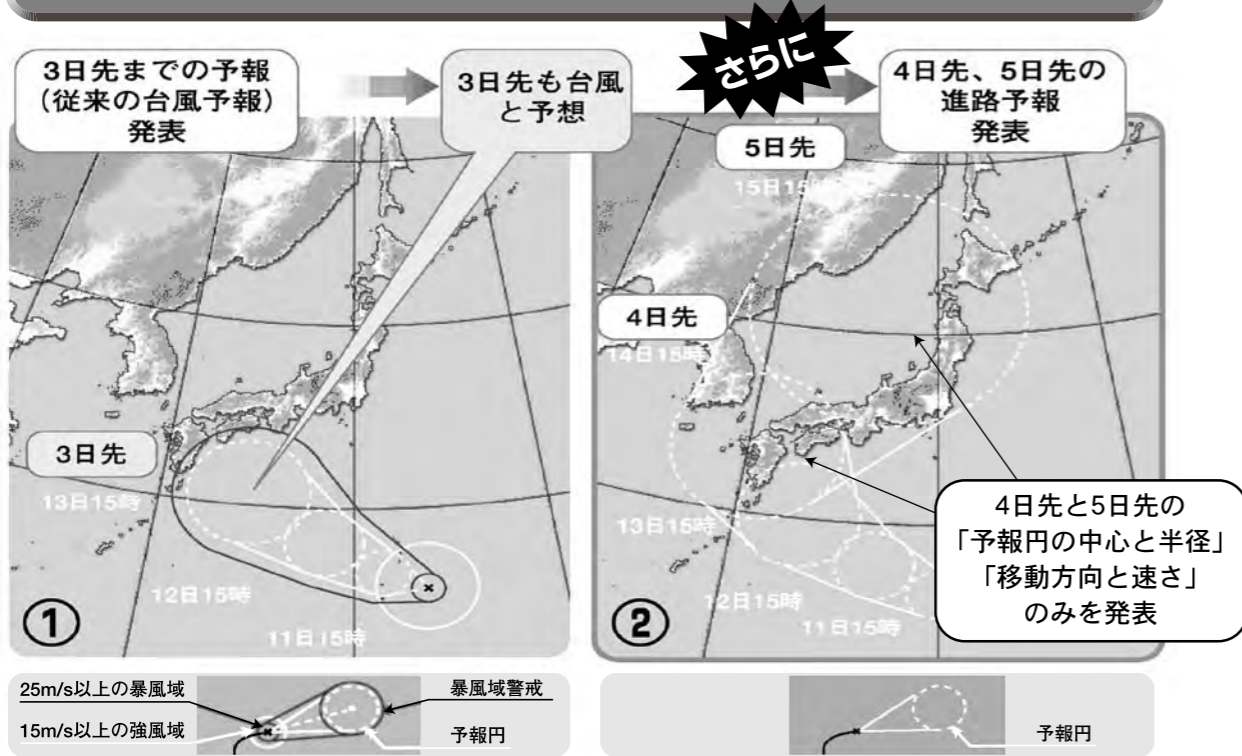 3日先までの予報
(従来の台風予報)
発表
3日先も台風
と予想
さらに
4日先、5日先の
進路予報
発表
3日先
13日15時
12日15時
11日15時
①
5日先
15日15時
4日先
14日15時
13日15時
12日15時
11日15時
②
4日先と5日先の
「予報円の中心と半径」
「移動方向と速さ」
のみを発表
25m/s以上の暴風域
暴風域警戒
15m/s以上の強風域
予報円
予報円